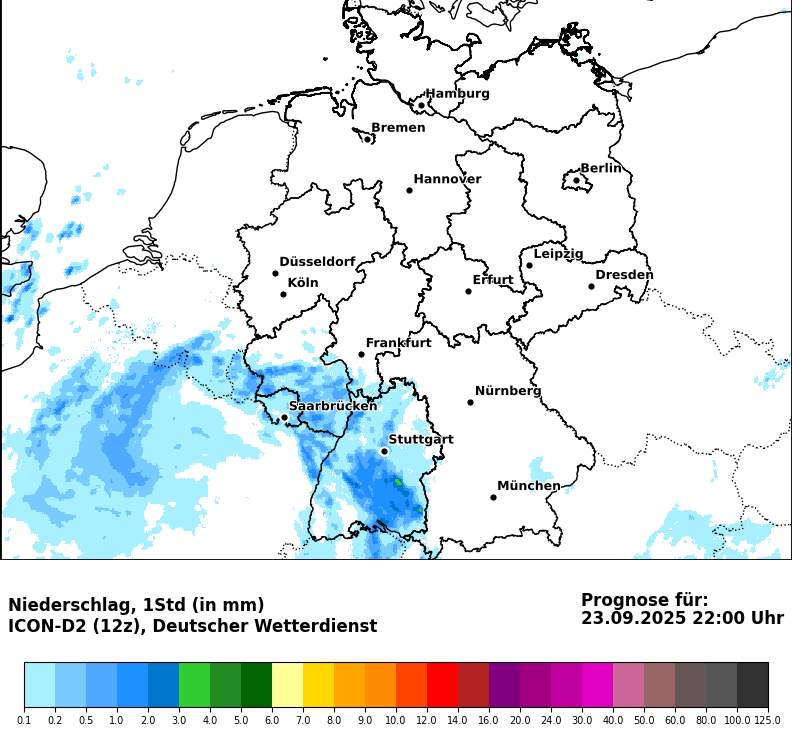 Hamburg
Bremen
Berlin
Hannover
Leipzig
Düsseldorf
Dresden
Köln
Erfurt
Frankfurt
Nürnberg
Saarbrücken
Stuttgart
München
Niederschlag, 1Std (in mm)
ICON-D2 (12z), Deutscher Wetterdienst
Prognose für:
23.09.2025 22:00 Uhr
0.1 0.2 0.5 1.0 2.0 3.0 4.0 5.0 6.0 7.0 8.0 9.0 10.0 12.0 14.0 16.0 20.0 24.0 30.0 40.0 50.0 60.0 80.0 100.0 125.0